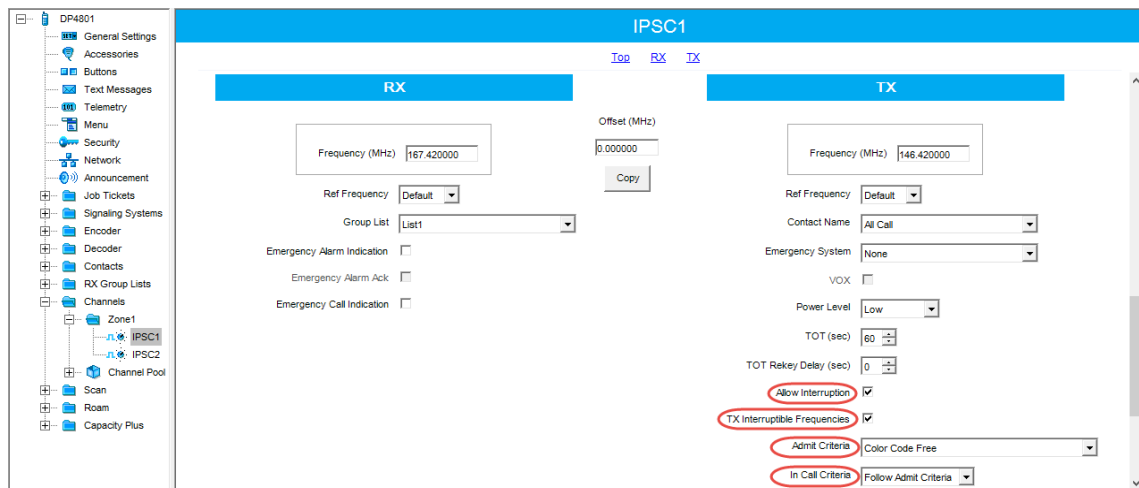 DP4801
General Settings
Accessories
Buttons
Text Messages
Telemetry
Menu
Security
Network
Announcement
Job Tickets
Signaling Systems
Encoder
Decoder
Contacts
RX Group Lists
Channels
Zone1
IPSC1
IPSC2
Channel Pool
Scan
Roam
Capacity Plus
IPSC1
Top RX TX
RX
Frequency (MHz) 167.420000
Ref Frequency Default
Group List List1
Emergency Alarm Indication
Emergency Alarm Ack
Emergency Call Indication
Offset (MHz)
0.000000
Copy
TX
Frequency (MHz) 146.420000
Ref Frequency Default
Contact Name All Call
Emergency System None
VOX
Power Level Low
TOT (sec) 60
TOT Rekey Delay (sec) 0
Allow Interruption
TX Interruptible Frequencies
Admit Criteria Color Code Free
In Call Criteria Follow Admit Criteria